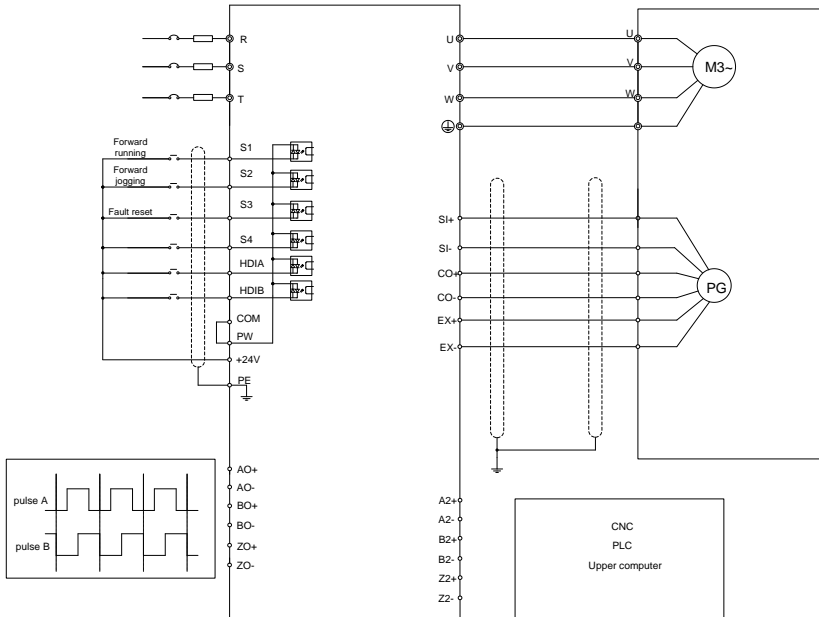 R
S
T
Forward
running
Forward
jogging
Fault reset
S1
S2
S3
S4
HDIA
HDIB
COM
PW
+24V
PE
U
V
W
U
V
W
M3~
SI+
SI-
CO+
CO-
EX+
EX-
PG
pulse A
pulse B
AO+
AO-
BO+
BO-
ZO+
ZO-
A2+
A2-
B2+
B2-
Z2+
Z2-
CNC
PLC
Upper computer